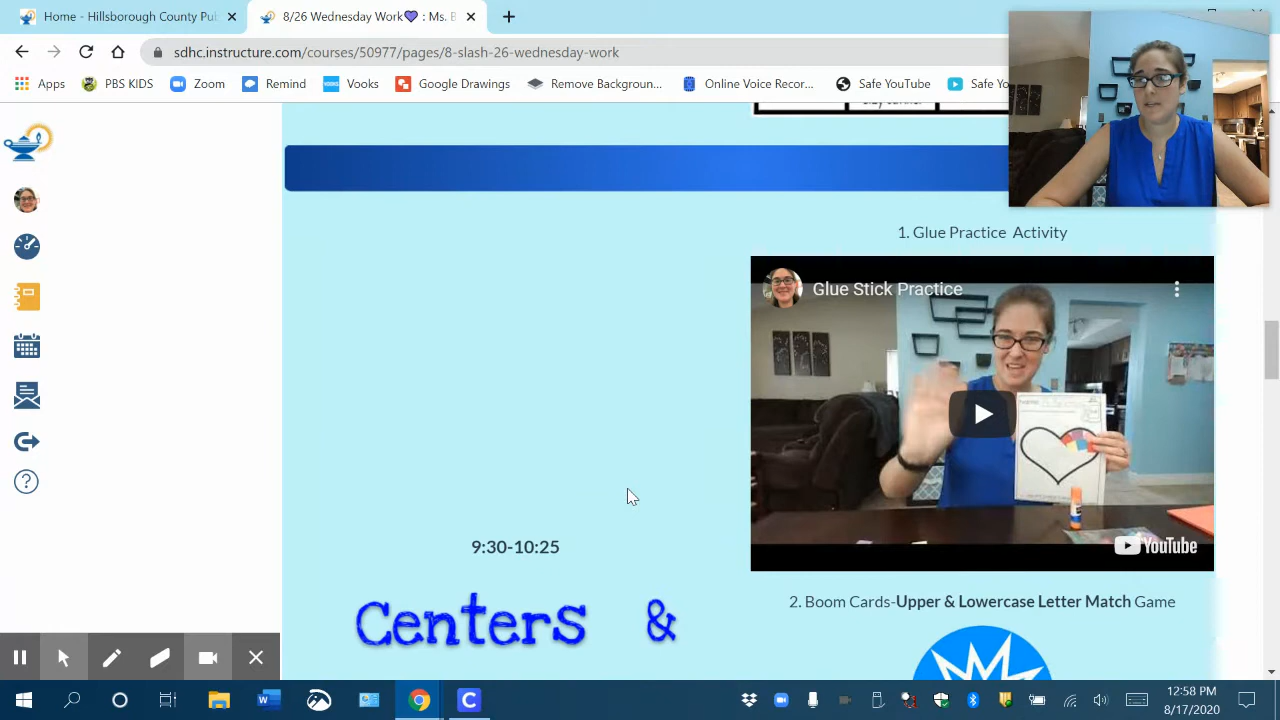 Home - Hillsborough County Pu
8/26 Wednesday Work💜 : Ms. B
sdhc.instructure.com/courses/50977/pages/8-slash-26-wednesday-work
Apps
PBS KIDS
Zoom
Remind
Vooks
Google Drawings
Remove Backgroun...
Online Voice Recor...
Safe YouTube
Safe Yo
1. Glue Practice Activity
Glue Stick Practice
YouTube
9:30-10:25
Centers &
2. Boom Cards-Upper & Lowercase Letter Match Game
12:58 PM
8/17/2020